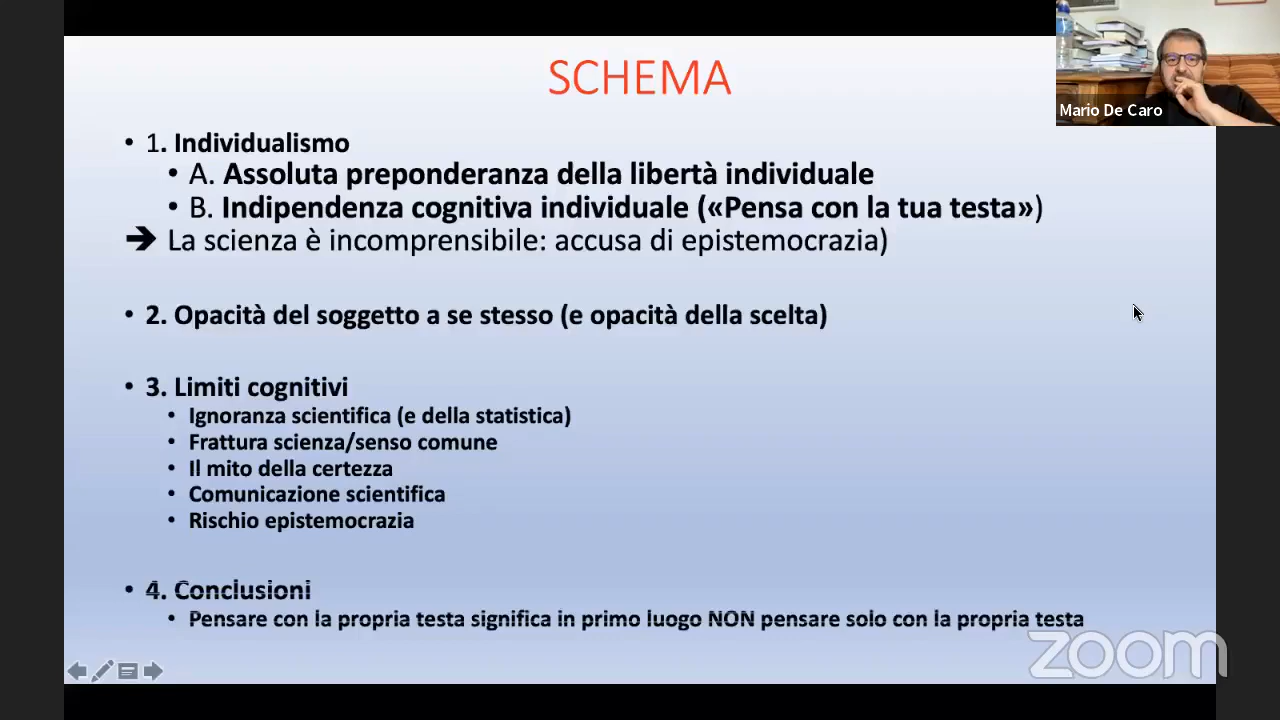 SCHEMA
Mario De Caro
• 1. Individualismo
• A. Assoluta preponderanza della libertà individuale
• B. Indipendenza cognitiva individuale («Pensa con la tua testa»)
➔ La scienza è incomprensibile: accusa di epistemocrazia)
• 2. Opacità del soggetto a se stesso (e opacità della scelta)
• 3. Limiti cognitivi
• Ignoranza scientifica (e della statistica)
• Frattura scienza/senso comune
• Il mito della certezza
• Comunicazione scientifica
• Rischio epistemocrazia
• 4. Conclusioni
• Pensare con la propria testa significa in primo luogo NON pensare solo con la propria testa
zoom